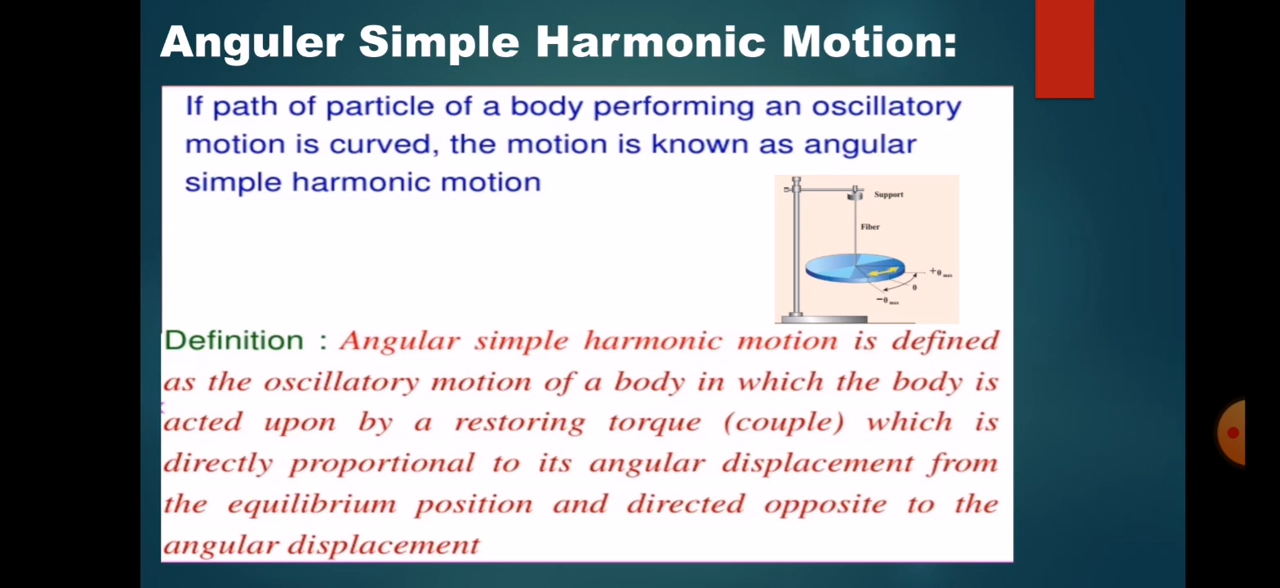 Anguler Simple Harmonic Motion:
If path of particle of a body performing an oscillatory
motion is curved, the motion is known as angular
simple harmonic motion
Support
Fiber
+θ max
θ
−θ max
Definition : Angular simple harmonic motion is defined
as the oscillatory motion of a body in which the body is
acted upon by a restoring torque (couple) which is
directly proportional to its angular displacement from
the equilibrium position and directed opposite to the
angular displacement